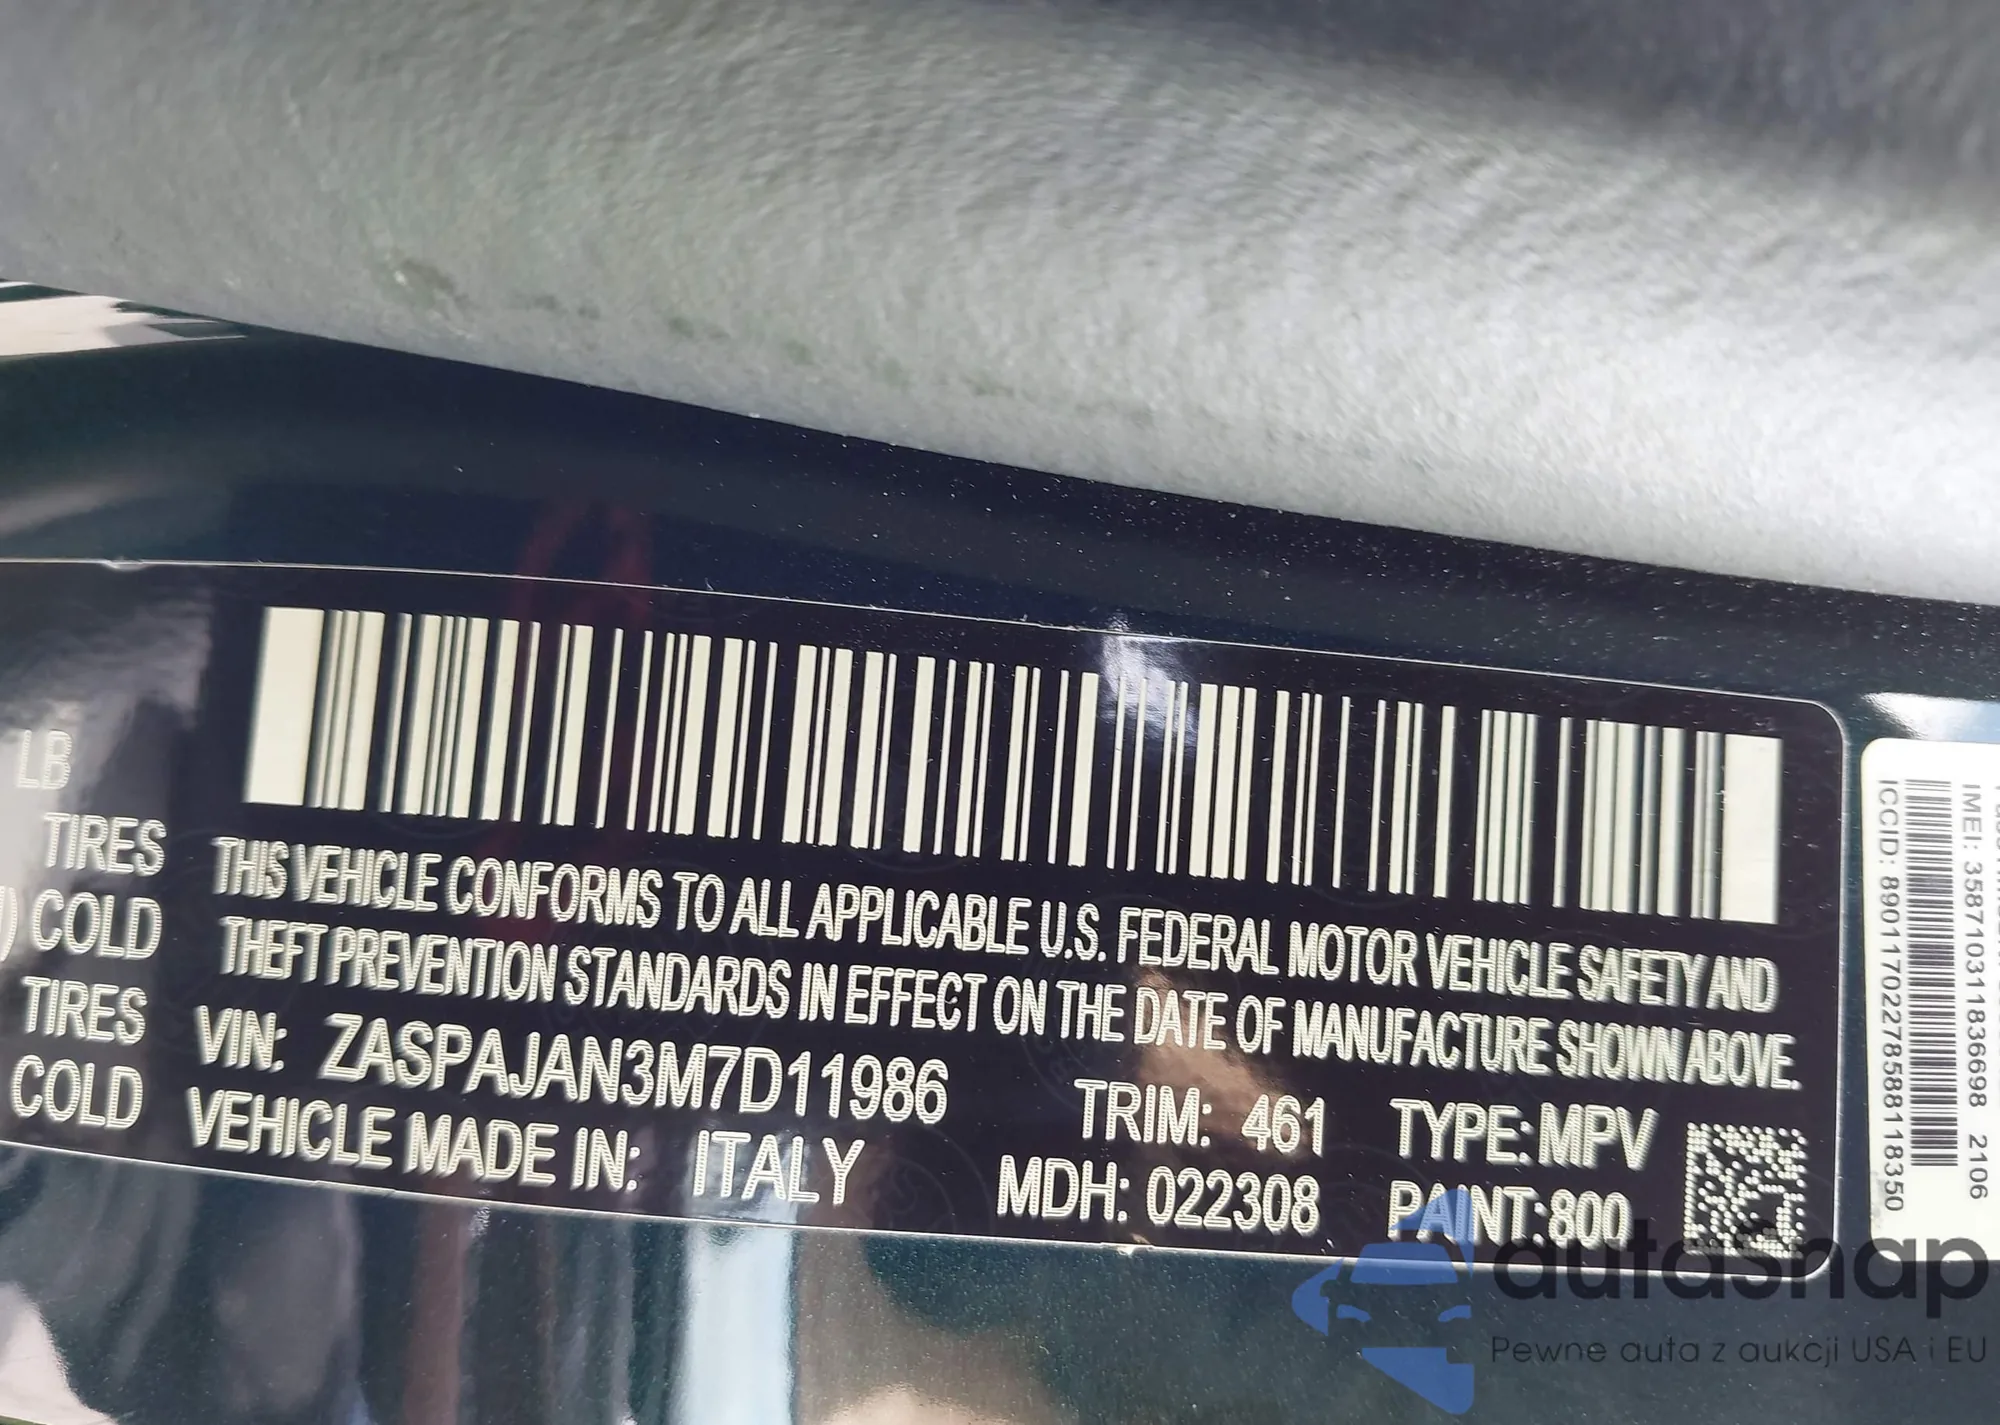 LB
TIRES
) COLD
TIRES
COLD
THIS VEHICLE CONFORMS TO ALL APPLICABLE U.S. FEDERAL MOTOR VEHICLE SAFETY AND
THEFT PREVENTION STANDARDS IN EFFECT ON THE DATE OF MANUFACTURE SHOWN ABOVE.
VIN: ZASPAJAN3M7D11986 TRIM: 461 TYPE: MPV
VEHICLE MADE IN: ITALY MDH: 022308 PAINT: 800
IMEI: 358710311836698 2106
ICCID: 89011702278588118350
autaSnap
Pewne auta z aukcji USA i EU